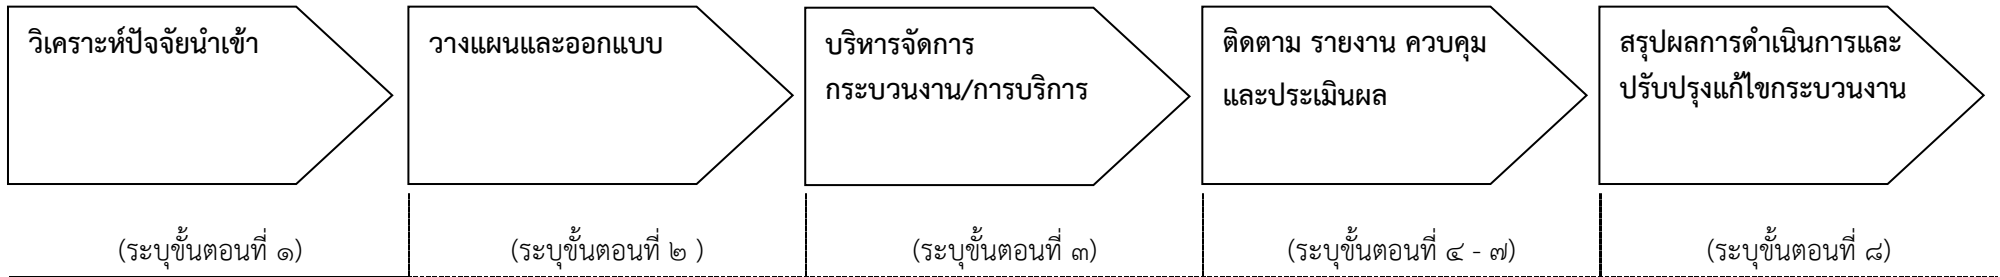 วิเคราะห์ปัจจัยนำเข้า
วางแผนและออกแบบ
บริหารจัดการ
กระบวนงาน/การบริการ
ติดตาม รายงาน ควบคุม
และประเมินผล
สรุปผลการดำเนินการและ
ปรับปรุงแก้ไขกระบวนงาน
(ระบุขั้นตอนที่ ๑)
(ระบุขั้นตอนที่ ๒ )
(ระบุขั้นตอนที่ ๓)
(ระบุขั้นตอนที่ ๔ - ๗)
(ระบุขั้นตอนที่ ๘)